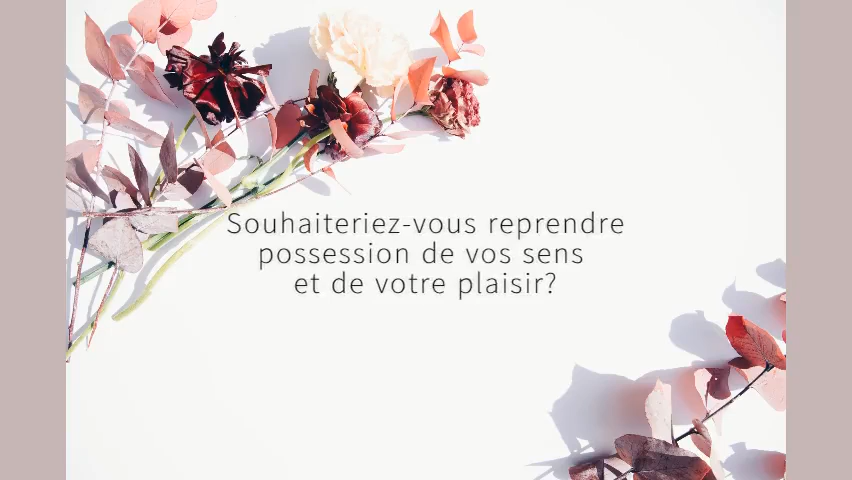 Souhaiteriez-vous reprendre
possession de vos sens
et de votre plaisir?